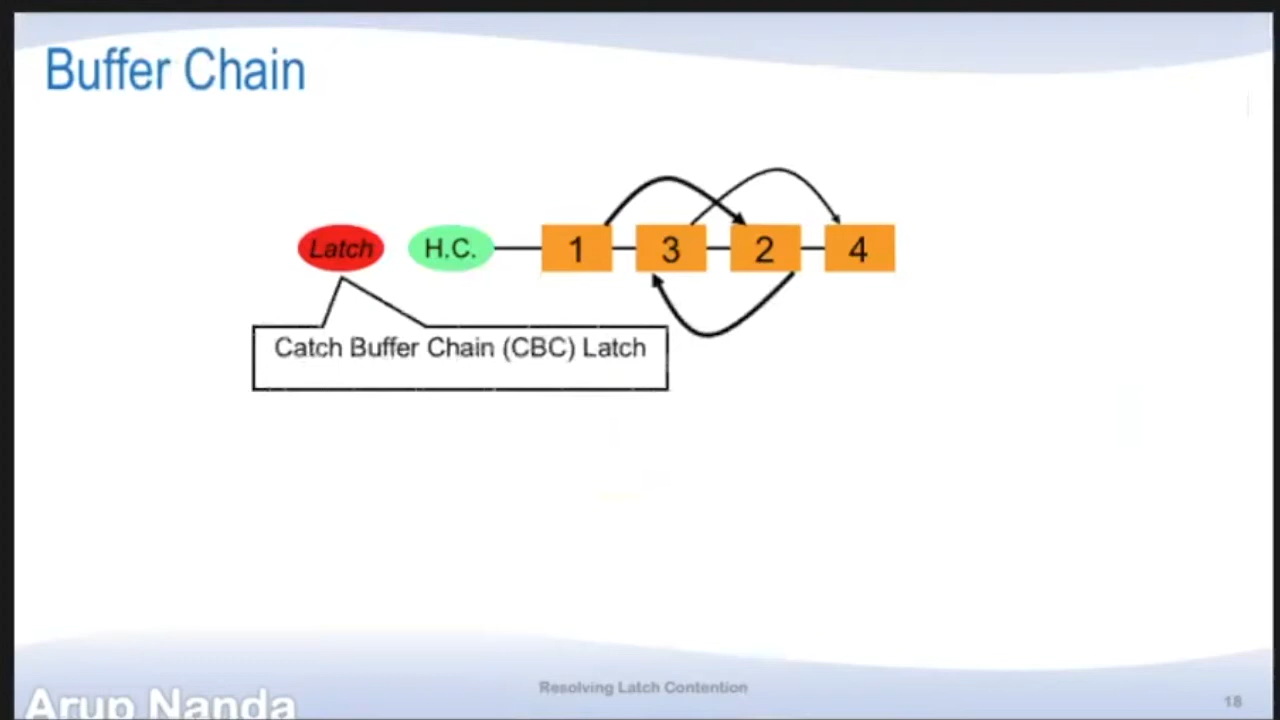 Buffer Chain
Latch
H.C.
1
3
2
4
Catch Buffer Chain (CBC) Latch
Resolving Latch Contention
18
Arup Nanda